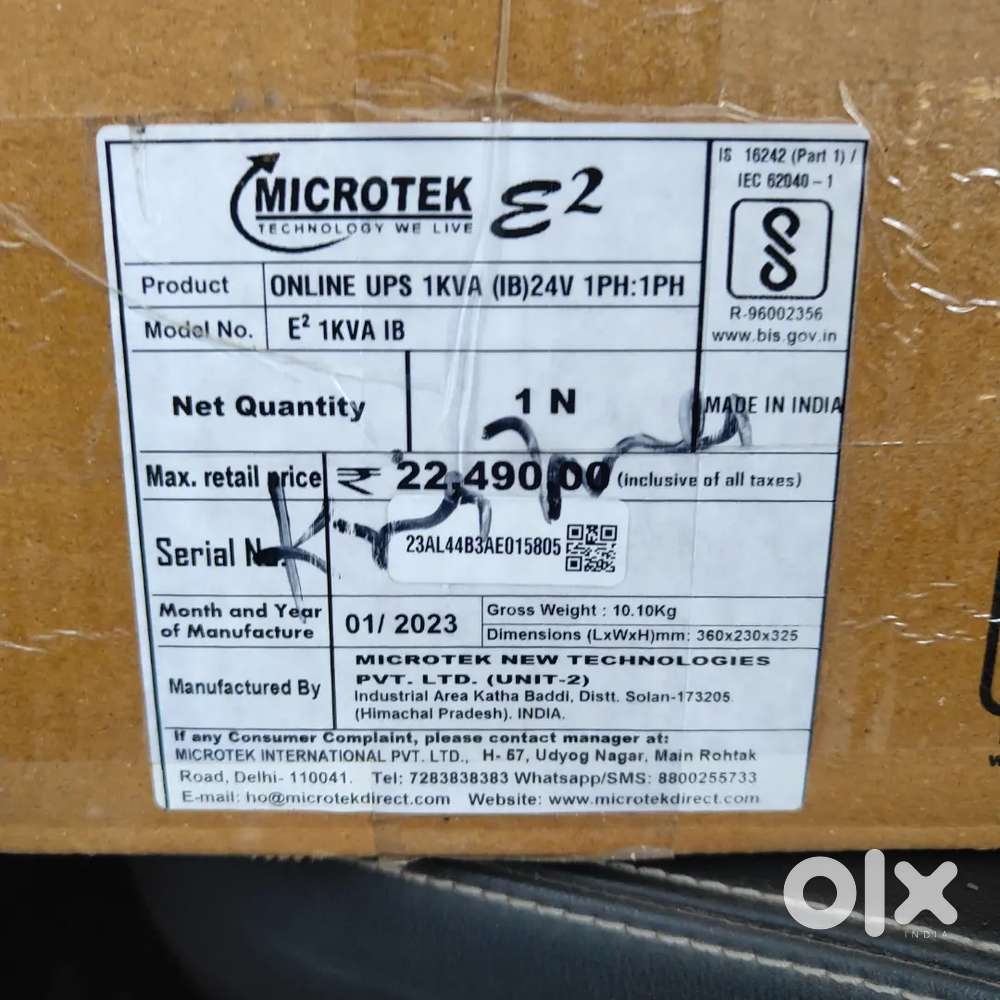 MICROTEK E²
TECHNOLOGY WE LIVE
IS 16242 (Part 1) /
IEC 62040 - 1
R-96002356
www.bis.gov.in
Product ONLINE UPS 1KVA (IB)24V 1PH:1PH
Model No. E² 1KVA IB
Net Quantity 1 N MADE IN INDIA
Max. retail price ₹ 22,490.00 (inclusive of all taxes)
Serial No. 23AL44B3AE015805
Month and Year
of Manufacture 01/ 2023
Gross Weight : 10.10Kg
Dimensions (LxWxH)mm: 360x230x325
Manufactured By
MICROTEK NEW TECHNOLOGIES
PVT. LTD. (UNIT-2)
Industrial Area Katha Baddi, Distt. Solan-173205.
(Himachal Pradesh). INDIA.
If any Consumer Complaint, please contact manager at:
MICROTEK INTERNATIONAL PVT. LTD., H- 57, Udyog Nagar, Main Rohtak
Road, Delhi- 110041. Tel: 7283838383 Whatsapp/SMS: 8800255733
E-mail: ho@microtekdirect.com Website: www.microtekdirect.com
olx
INDIA